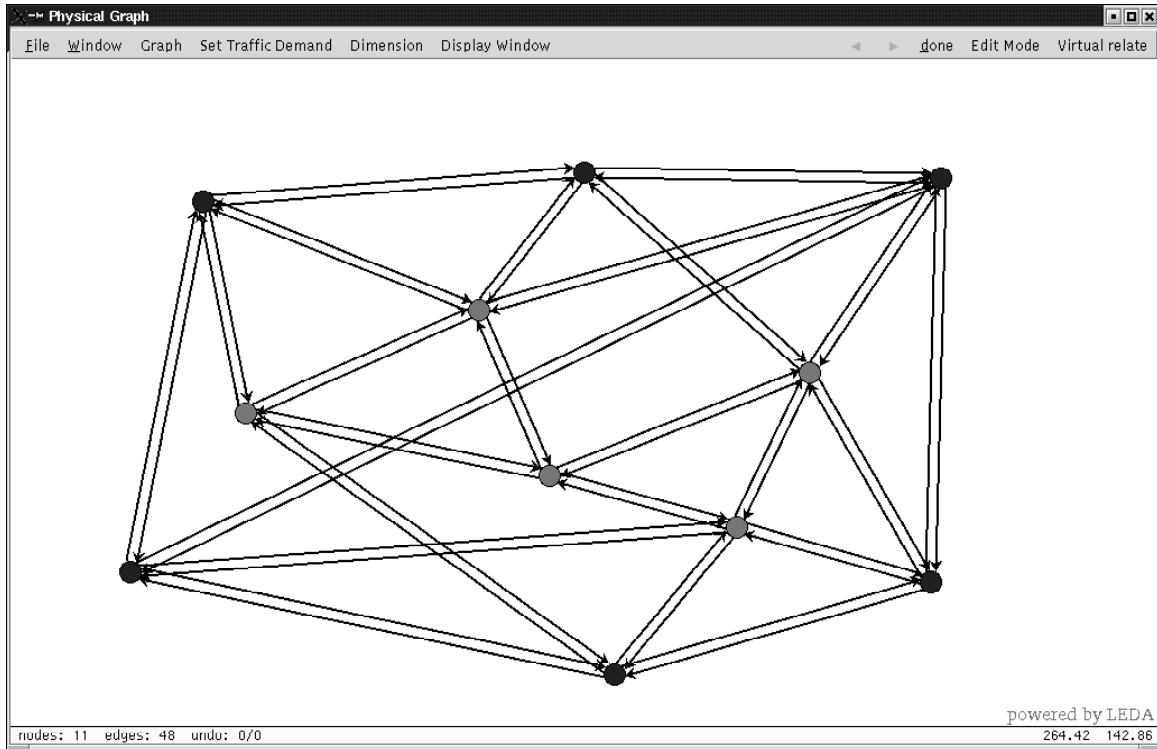 Physical Graph
File Window Graph Set Traffic Demand Dimension Display Window done Edit Mode Virtual relate
powered by LEDA
nodes: 11 edges: 48 undo: 0/0 264.42 142.86